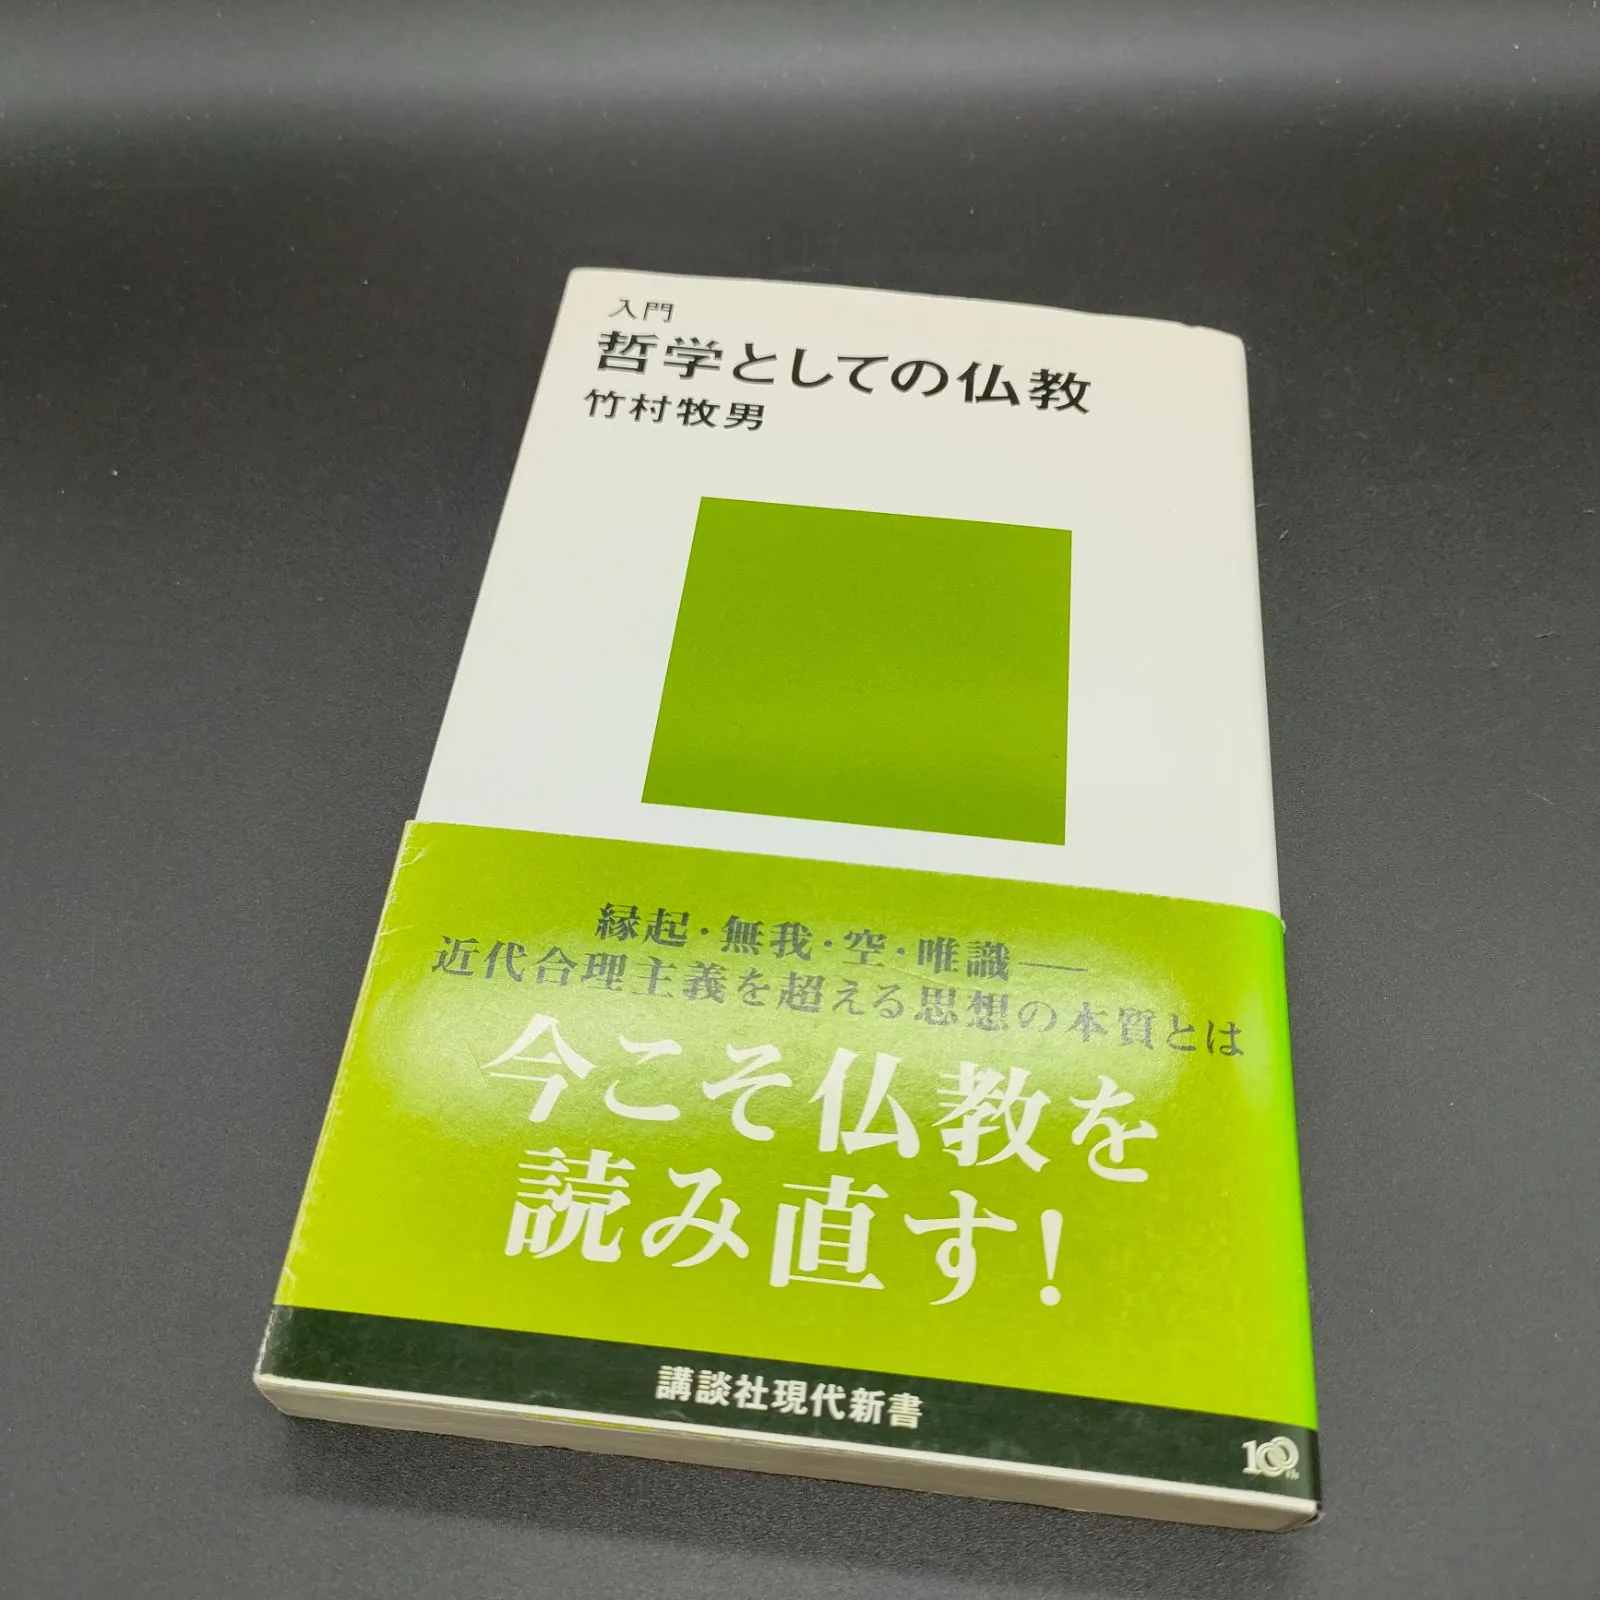 入門
哲学としての仏教
竹村牧男
縁起・無我・空・唯識――
近代合理主義を超える思想の本質とは
今こそ仏教を
読み直す!
講談社現代新書
100th